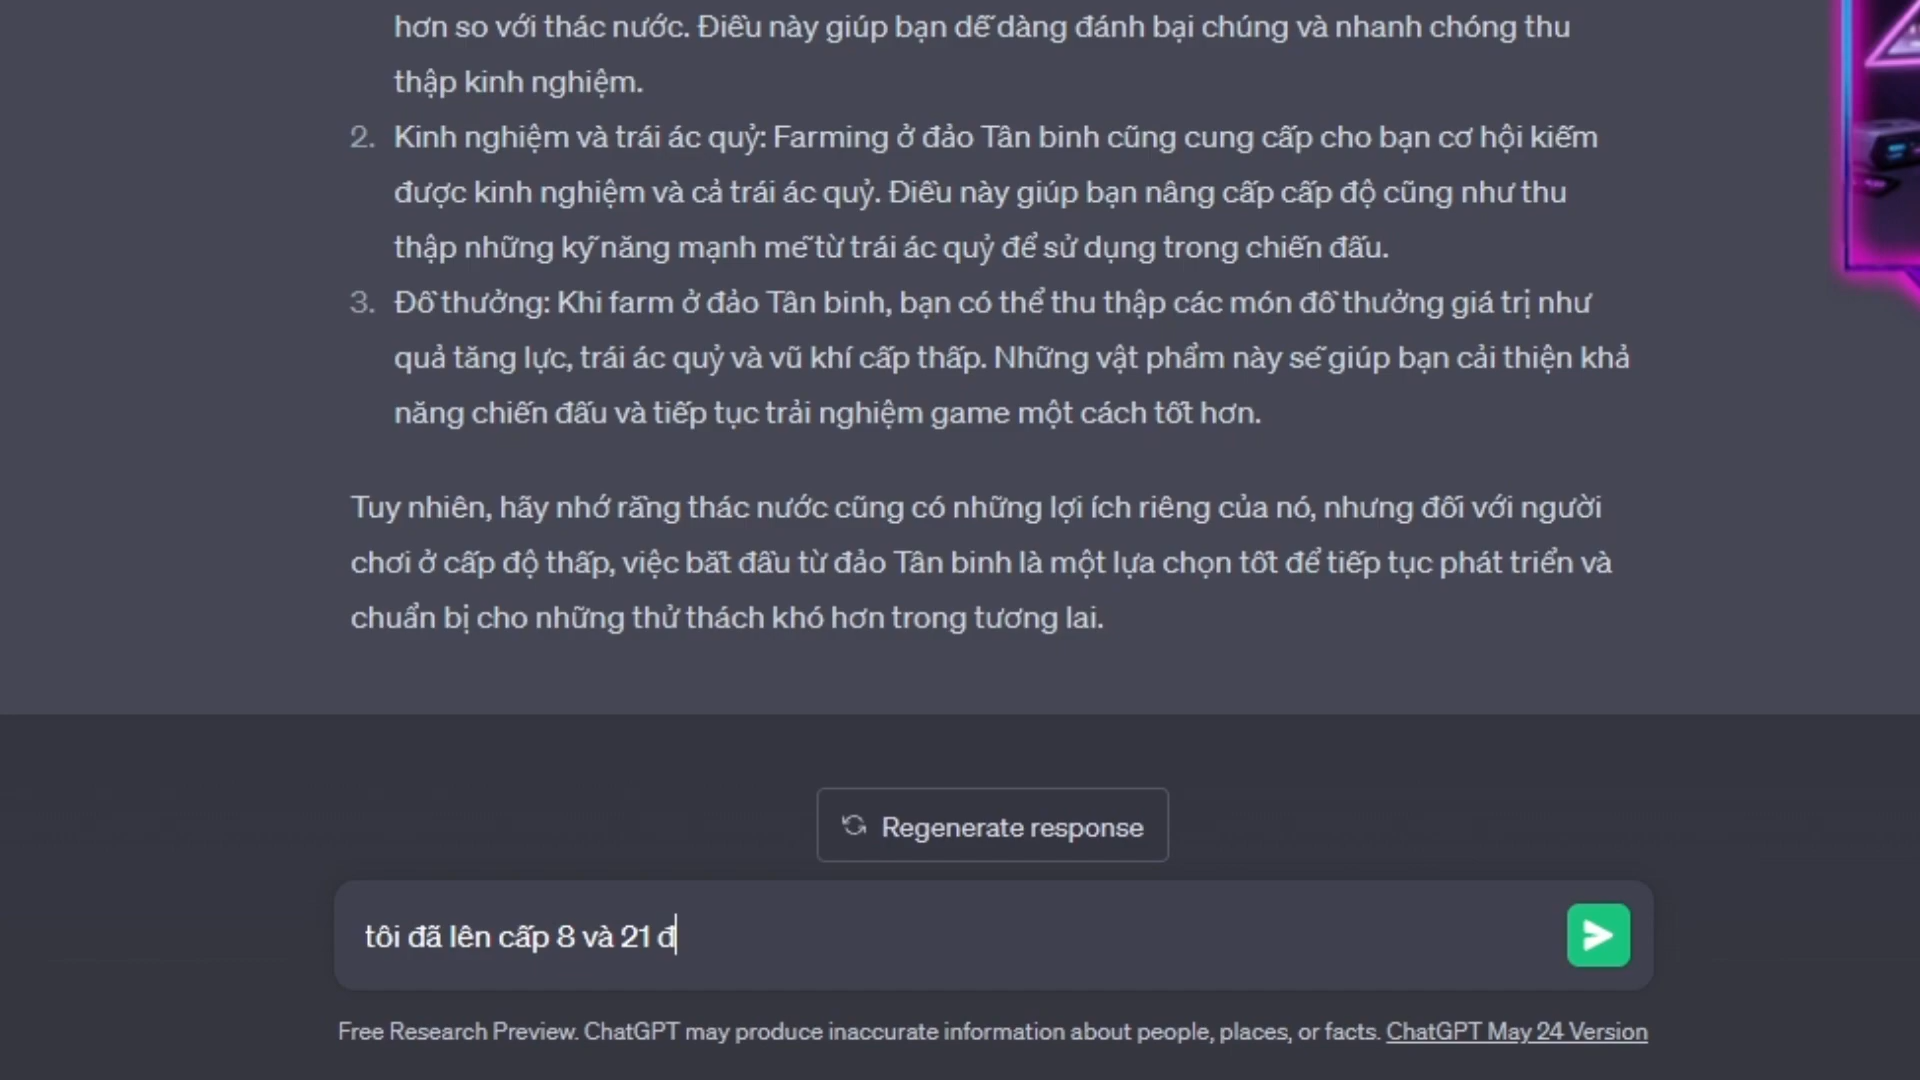 hơn so với thác nước. Điều này giúp bạn dễ dàng đánh bại chúng và nhanh chóng thu
thập kinh nghiệm.
2. Kinh nghiệm và trái ác quỷ: Farming ở đảo Tân binh cũng cung cấp cho bạn cơ hội kiếm
được kinh nghiệm và cả trái ác quỷ. Điều này giúp bạn nâng cấp cấp độ cũng như thu
thập những kỹ năng mạnh mẽ từ trái ác quỷ để sử dụng trong chiến đấu.
3. Đồ thưởng: Khi farm ở đảo Tân binh, bạn có thể thu thập các món đồ thưởng giá trị như
quả tăng lực, trái ác quỷ và vũ khí cấp thấp. Những vật phẩm này sẽ giúp bạn cải thiện khả
năng chiến đấu và tiếp tục trải nghiệm game một cách tốt hơn.
Tuy nhiên, hãy nhớ rằng thác nước cũng có những lợi ích riêng của nó, nhưng đối với người
chơi ở cấp độ thấp, việc bắt đầu từ đảo Tân binh là một lựa chọn tốt để tiếp tục phát triển và
chuẩn bị cho những thử thách khó hơn trong tương lai.
Regenerate response
tôi đã lên cấp 8 và 21 đ
Free Research Preview. ChatGPT may produce inaccurate information about people, places, or facts. ChatGPT May 24 Version